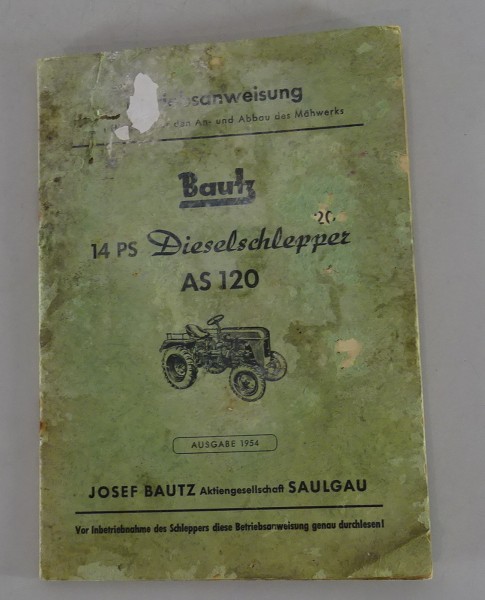 iebsanweisung
den An- und Abbau des Mähwerks
Bautz
20
14 PS Dieselschlepper
AS 120
AUSGABE 1954
JOSEF BAUTZ Aktiengesellschaft SAULGAU
Vor Inbetriebnahme des Schleppers diese Betriebsanweisung genau durchlesen!